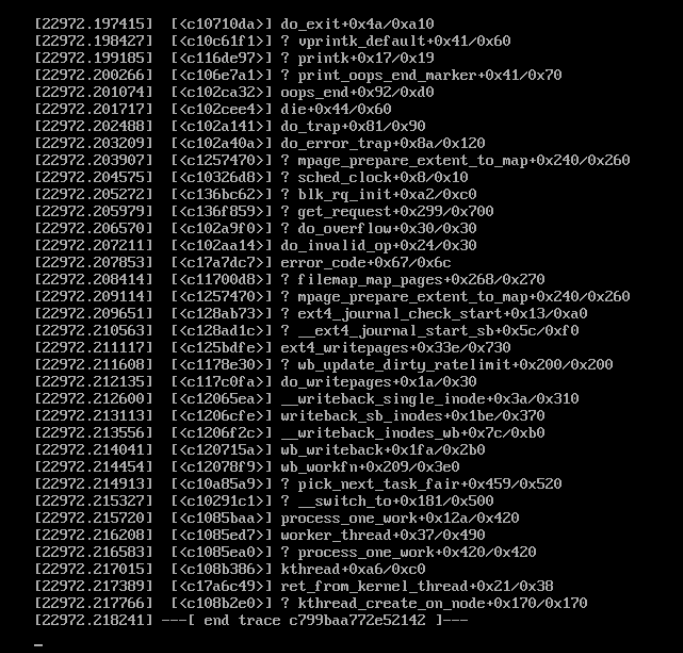 [22972.197415]  [<c10710da>] do_exit+0x4a/0xa10
[22972.198427]  [<c10c61f1>] ? vprintk_default+0x41/0x60
[22972.199185]  [<c116de97>] ? printk+0x17/0x19
[22972.200266]  [<c106e7a1>] ? print_oops_end_marker+0x41/0x70
[22972.201074]  [<c102ca32>] oops_end+0x92/0xd0
[22972.201717]  [<c102cee4>] die+0x44/0x60
[22972.202488]  [<c102a141>] do_trap+0x81/0x90
[22972.203209]  [<c102a40a>] do_error_trap+0x8a/0x120
[22972.203907]  [<c1257470>] ? mpage_prepare_extent_to_map+0x240/0x260
[22972.204575]  [<c10326d8>] ? sched_clock+0x8/0x10
[22972.205272]  [<c136bc62>] ? blk_rq_init+0xa2/0xc0
[22972.205979]  [<c136f859>] ? get_request+0x299/0x700
[22972.206570]  [<c102a9f0>] ? do_overflow+0x30/0x30
[22972.207211]  [<c102aa14>] do_invalid_op+0x24/0x30
[22972.207853]  [<c17a7dc7>] error_code+0x67/0x6c
[22972.208414]  [<c11700d8>] ? filemap_map_pages+0x268/0x270
[22972.209114]  [<c1257470>] ? mpage_prepare_extent_to_map+0x240/0x260
[22972.209651]  [<c128ab73>] ? ext4_journal_check_start+0x13/0xa0
[22972.210563]  [<c128ad1c>] ? __ext4_journal_start_sb+0x5c/0xf0
[22972.211117]  [<c125bdfe>] ext4_writepages+0x33e/0x730
[22972.211608]  [<c1178e30>] ? wb_update_dirty_ratelimit+0x200/0x200
[22972.212135]  [<c117c0fa>] do_writepages+0x1a/0x30
[22972.212600]  [<c12065ea>] __writeback_single_inode+0x3a/0x310
[22972.213113]  [<c1206cfe>] writeback_sb_inodes+0x1be/0x370
[22972.213556]  [<c1206f2c>] __writeback_inodes_wb+0x7c/0xb0
[22972.214041]  [<c120715a>] wb_writeback+0x1fa/0x2b0
[22972.214454]  [<c12078f9>] wb_workfn+0x209/0x3e0
[22972.214913]  [<c10a85a9>] ? pick_next_task_fair+0x459/0x520
[22972.215327]  [<c10291c1>] ? __switch_to+0x181/0x500
[22972.215720]  [<c1085baa>] process_one_work+0x12a/0x420
[22972.216208]  [<c1085ed7>] worker_thread+0x37/0x490
[22972.216583]  [<c1085ea0>] ? process_one_work+0x420/0x420
[22972.217015]  [<c108b386>] kthread+0xa6/0xc0
[22972.217389]  [<c17a6c49>] ret_from_kernel_thread+0x21/0x38
[22972.217766]  [<c108b2e0>] ? kthread_create_on_node+0x170/0x170
[22972.218241] ---[ end trace c799baa772e52142 ]---
_